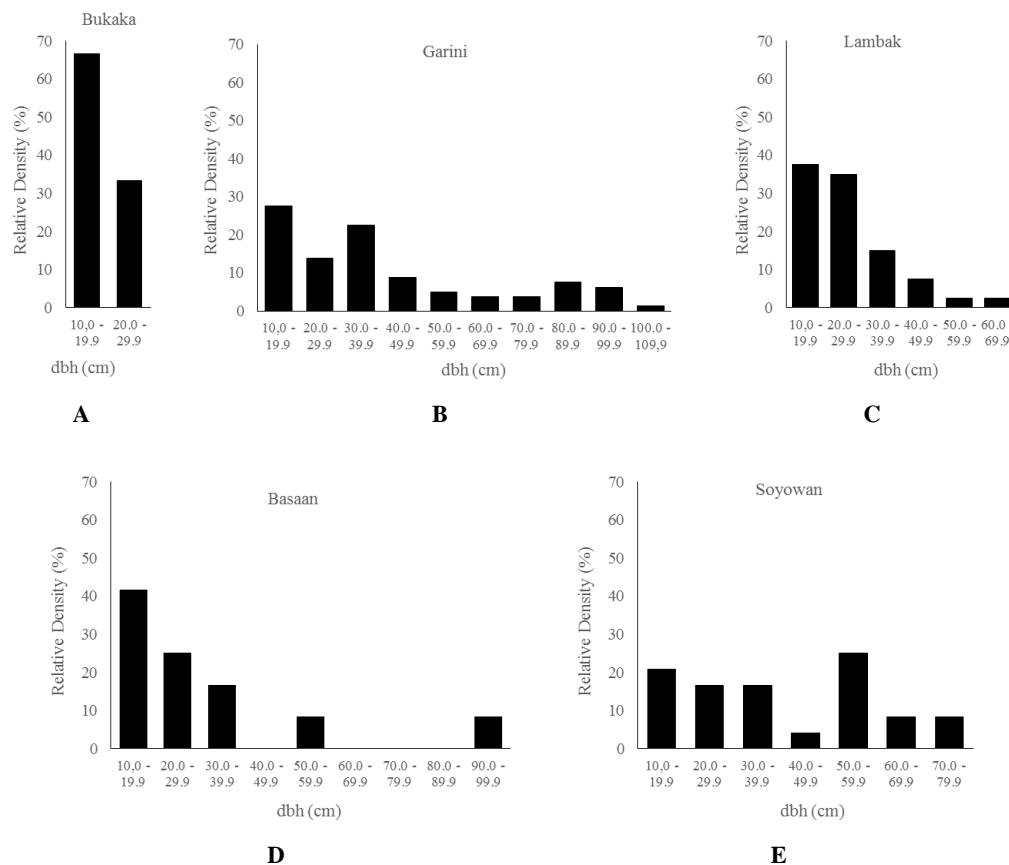 Bukaka
Relative Density (%)
70
60
50
40
30
20
10
0
10,0 - 20.0 -
19.9 29.9
dbh (cm)
A
Garini
Relative Density (%)
70
60
50
40
30
20
10
0
10,0 - 20.0 - 30.0 - 40.0 - 50.0 - 60.0 - 70.0 - 80.0 - 90.0 - 100.0 -
19.9 29.9 39.9 49.9 59.9 69.9 79.9 89.9 99.9 109,9
dbh (cm)
B
Lambak
Relative Density (%)
70
60
50
40
30
20
10
0
10,0 - 20.0 - 30.0 - 40.0 - 50.0 - 60.0
19.9 29.9 39.9 49.9 59.9 69.9
dbh (cm)
C
Basaan
Relative Density (%)
70
60
50
40
30
20
10
0
10,0 - 20.0 - 30.0 - 40.0 - 50.0 - 60.0 - 70.0 - 80.0 - 90.0 -
19.9 29.9 39.9 49.9 59.9 69.9 79.9 89.9 99.9
dbh (cm)
D
Soyowan
Relative Density (%)
70
60
50
40
30
20
10
0
10,0 - 20.0 - 30.0 - 40.0 - 50.0 - 60.0 - 70.0 -
19.9 29.9 39.9 49.9 59.9 69.9 79.9
dbh (cm)
E